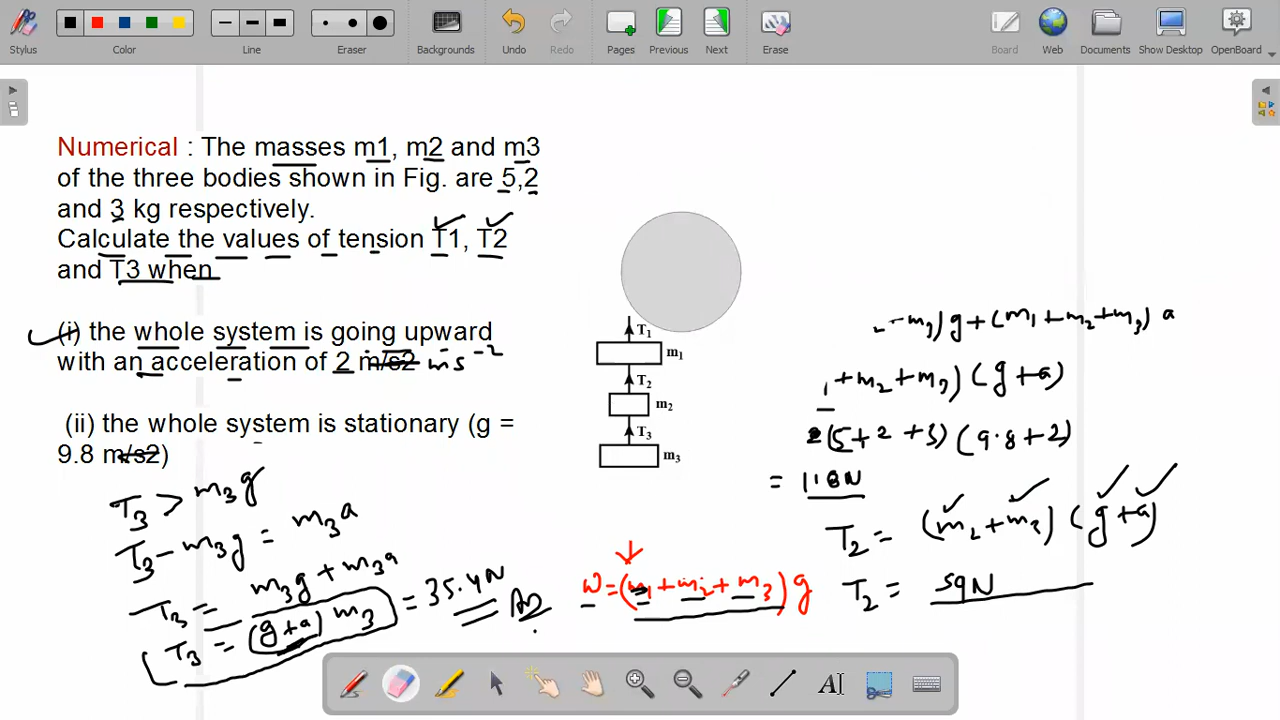 Stylus
Color
Line
Eraser
Backgrounds
Undo
Redo
Pages
Previous
Next
Erase
Board
Web
Documents
Show Desktop
OpenBoard
Numerical : The masses m1, m2 and m3
of the three bodies shown in Fig. are 5,2
and 3 kg respectively.
Calculate the values of tension T1, T2
and T3 when
(i) the whole system is going upward
with an acceleration of 2 m/s2 ms⁻²
(ii) the whole system is stationary (g =
9.8 m/s2)
T₃ > m₃g
T₃ - m₃g = m₃a
T₃ = m₃g + m₃a
T₃ = (g+a) m₃ = 35.4N
T₁
m₁
T₂
m₂
T₃
m₃
W = (m₁ + m₂ + m₃) g
m₃) g + (m₁ + m₂ + m₃) a
+ m₂ + m₃) (g + a)
(5 + 2 + 3) (9.8 + 2)
= 118N
T₂ = (m₂ + m₃) (g + a)
T₂ = 59N
AI